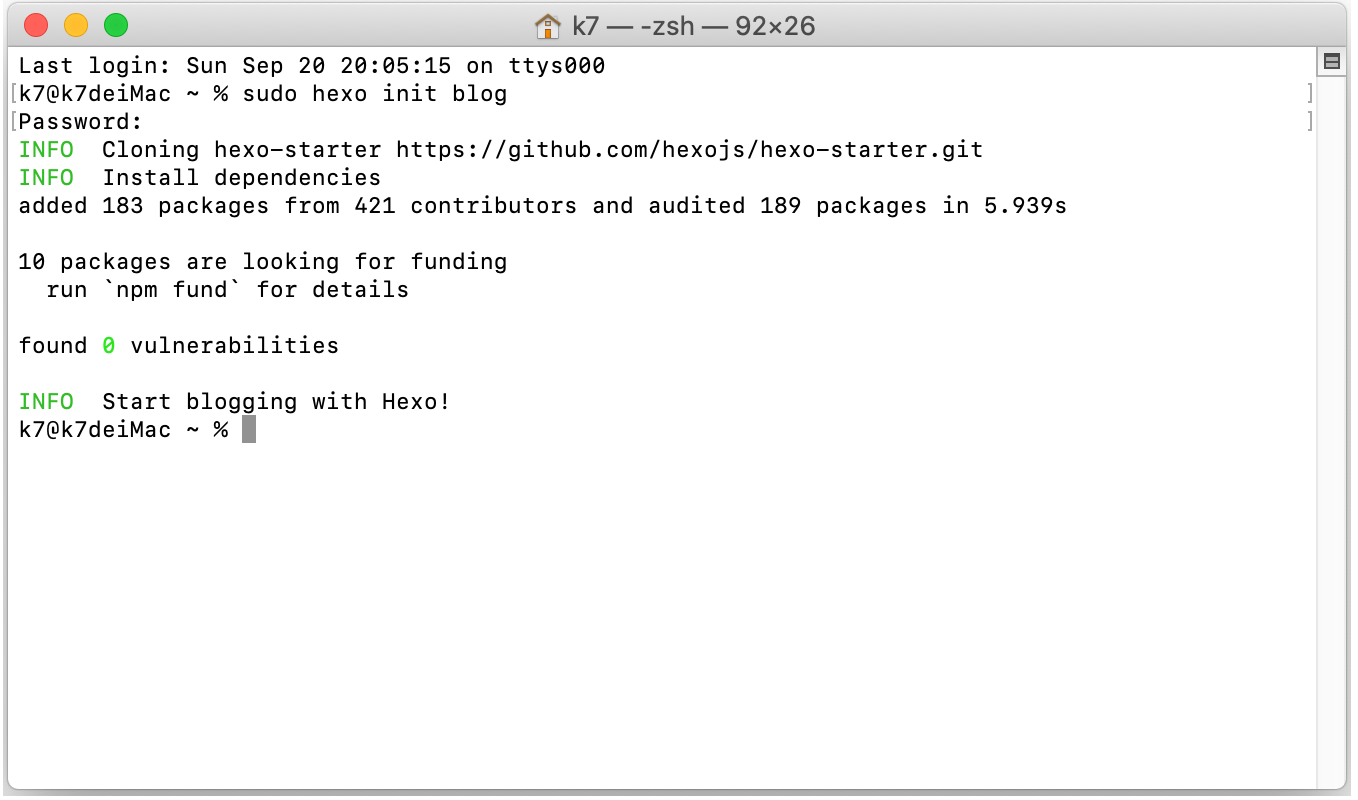 k7 — -zsh — 92×26
Last login: Sun Sep 20 20:05:15 on ttys000
[k7@k7deiMac ~ % sudo hexo init blog ]
[Password: ]
INFO  Cloning hexo-starter https://github.com/hexojs/hexo-starter.git
INFO  Install dependencies
added 183 packages from 421 contributors and audited 189 packages in 5.939s
10 packages are looking for funding
  run `npm fund` for details
found 0 vulnerabilities
INFO  Start blogging with Hexo!
k7@k7deiMac ~ %